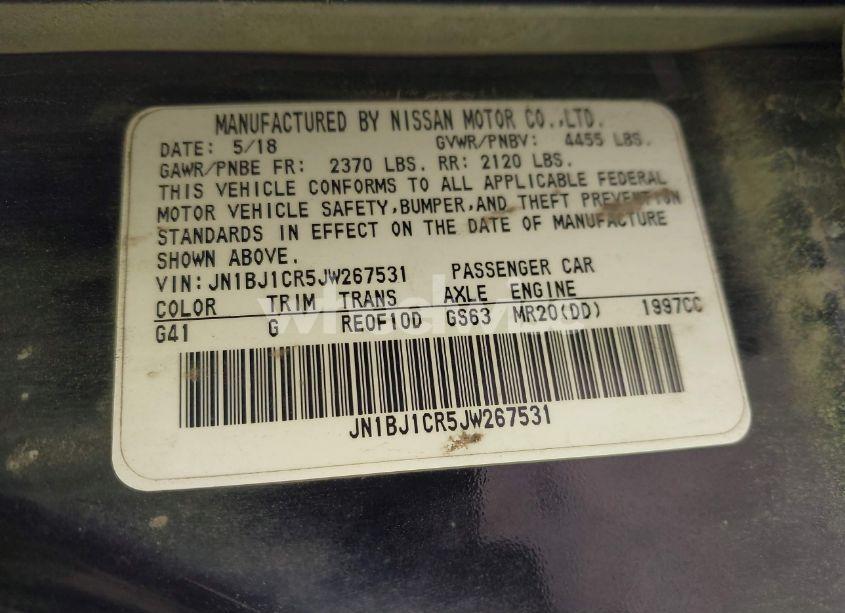 MANUFACTURED BY NISSAN MOTOR CO.,LTD.
DATE: 5/18 GVWR/PNBV: 4455 LBS.
GAWR/PNBE FR: 2370 LBS. RR: 2120 LBS.
THIS VEHICLE CONFORMS TO ALL APPLICABLE FEDERAL
MOTOR VEHICLE SAFETY,BUMPER,AND THEFT PREVENTION
STANDARDS IN EFFECT ON THE DATE OF MANUFACTURE
SHOWN ABOVE.
VIN:JN1BJ1CR5JW267531 PASSENGER CAR
COLOR TRIM TRANS AXLE ENGINE
G41 G RE0F10D GS63 MR20(DD) 1997CC
JN1BJ1CR5JW267531